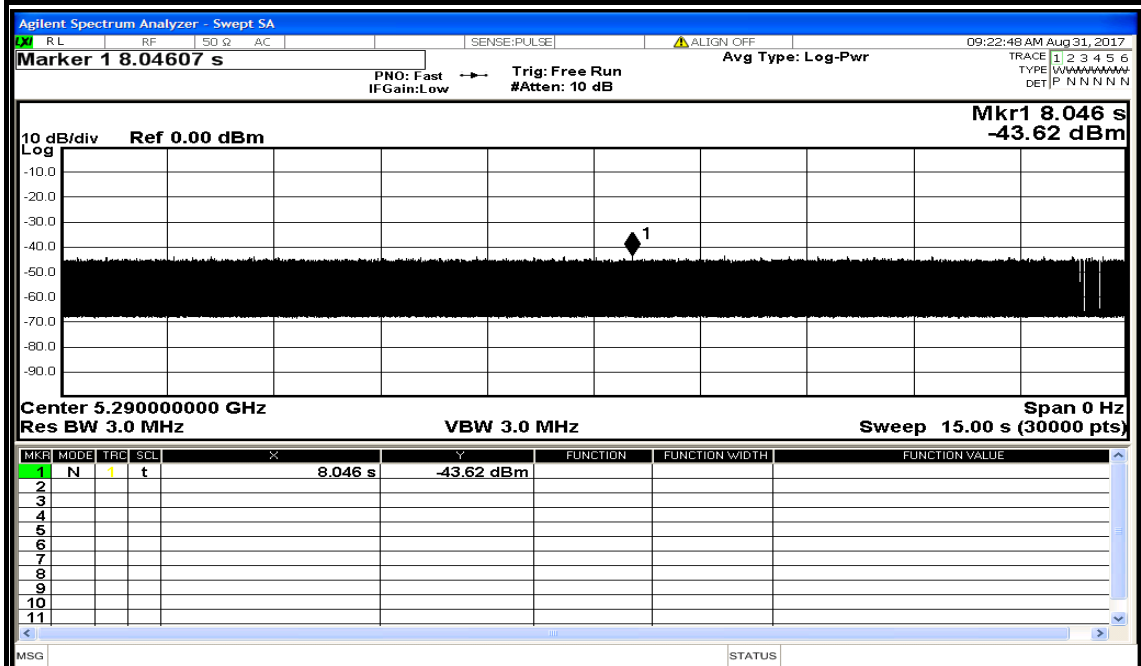 Agilent Spectrum Analyzer - Swept SA
LXI RL RF 50 Ω AC SENSE:PULSE ALIGN OFF 09:22:48 AM Aug 31, 2017
Marker 1 8.04607 s
PNO: Fast
IFGain:Low
Trig: Free Run
#Atten: 10 dB
Avg Type: Log-Pwr
TRACE 1 2 3 4 5 6
TYPE WWWWWW
DET P N N N N N
Mkr1 8.046 s
-43.62 dBm
10 dB/div Ref 0.00 dBm
Log
-10.0
-20.0
-30.0
1
-40.0
-50.0
-60.0
-70.0
-80.0
-90.0
Center 5.290000000 GHz Span 0 Hz
Res BW 3.0 MHz VBW 3.0 MHz Sweep 15.00 s (30000 pts)
MKR MODE TRC SCL X Y FUNCTION FUNCTION WIDTH FUNCTION VALUE
1 N 1 t 8.046 s -43.62 dBm
2
3
4
5
6
7
8
9
10
11
MSG STATUS